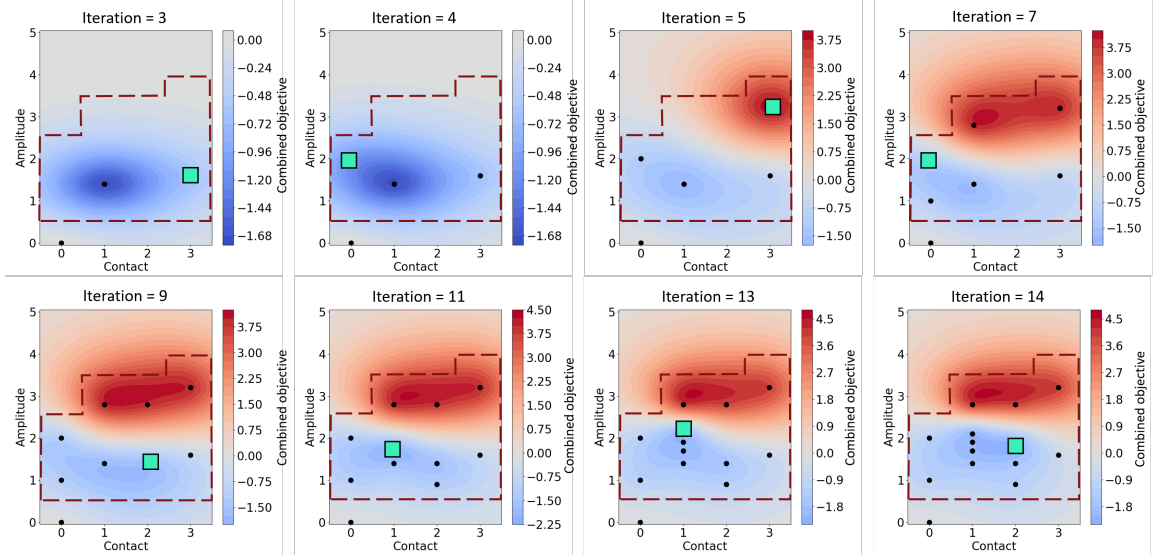 Iteration = 3
Amplitude
5
4
3
2
1
0
0 1 2 3
Contact
0.00
−0.24
−0.48
−0.72
−0.96
−1.20
−1.44
−1.68
Combined objective
Iteration = 4
Amplitude
5
4
3
2
1
0
0 1 2 3
Contact
0.00
−0.24
−0.48
−0.72
−0.96
−1.20
−1.44
−1.68
Combined objective
Iteration = 5
Amplitude
5
4
3
2
1
0
0 1 2 3
Contact
3.75
3.00
2.25
1.50
0.75
0.00
−0.75
−1.50
Combined objective
Iteration = 7
Amplitude
5
4
3
2
1
0
0 1 2 3
Contact
3.75
3.00
2.25
1.50
0.75
0.00
−0.75
−1.50
Combined objective
Iteration = 9
Amplitude
5
4
3
2
1
0
0 1 2 3
Contact
3.75
3.00
2.25
1.50
0.75
0.00
−0.75
−1.50
Combined objective
Iteration = 11
Amplitude
5
4
3
2
1
0
0 1 2 3
Contact
4.50
3.75
3.00
2.25
1.50
0.75
0.00
−0.75
−1.50
−2.25
Combined objective
Iteration = 13
Amplitude
5
4
3
2
1
0
0 1 2 3
Contact
4.5
3.6
2.7
1.8
0.9
0.0
−0.9
−1.8
Combined objective
Iteration = 14
Amplitude
5
4
3
2
1
0
0 1 2 3
Contact
4.5
3.6
2.7
1.8
0.9
0.0
−0.9
−1.8
Combined objective